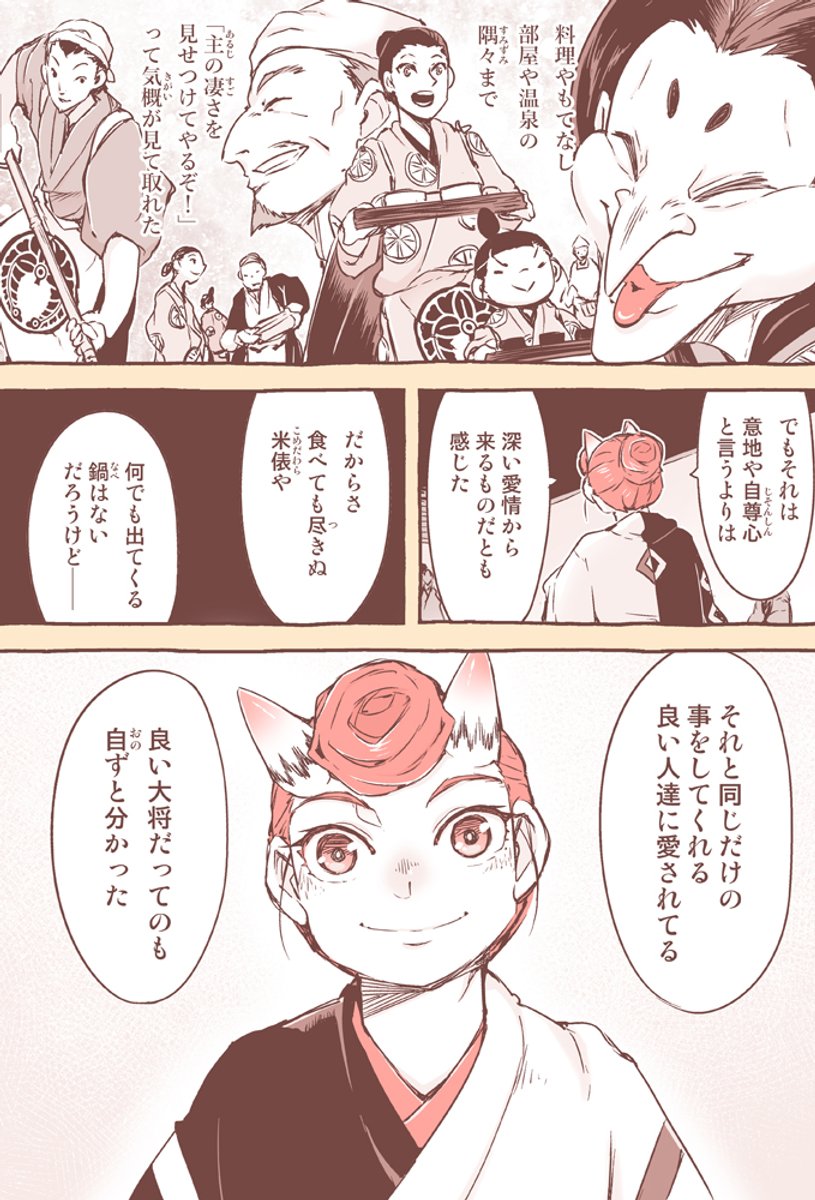 料理やもてなし
部屋や温泉の
隅々まで
「主の凄さを
見せつけてやるぞ！」
って気概が見て取れた
でもそれは
意地や自尊心
と言うよりは
深い愛情から
来るものだとも
感じた
だからさ
食べても尽きぬ
米俵や
何でも出てくる
鍋はない
だろうけど──
それと同じだけの
事をしてくれる
良い人達に愛されてる
良い大将だってのも
自ずと分かった